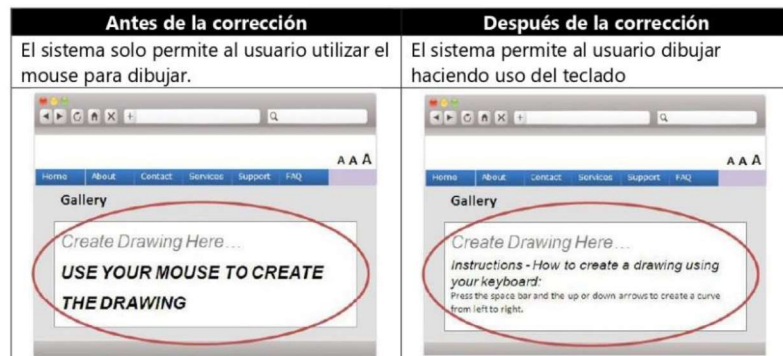 Antes de la corrección
Después de la corrección
El sistema solo permite al usuario utilizar el
mouse para dibujar.
El sistema permite al usuario dibujar
haciendo uso del teclado
A A A
Home About Contact Services Support FAQ
Gallery
Create Drawing Here...
USE YOUR MOUSE TO CREATE
THE DRAWING
A A A
Home About Contact Services Support FAQ
Gallery
Create Drawing Here...
Instructions - How to create a drawing using
your keyboard:
Press the space bar and the up or down arrows to create a curve
from left to right.